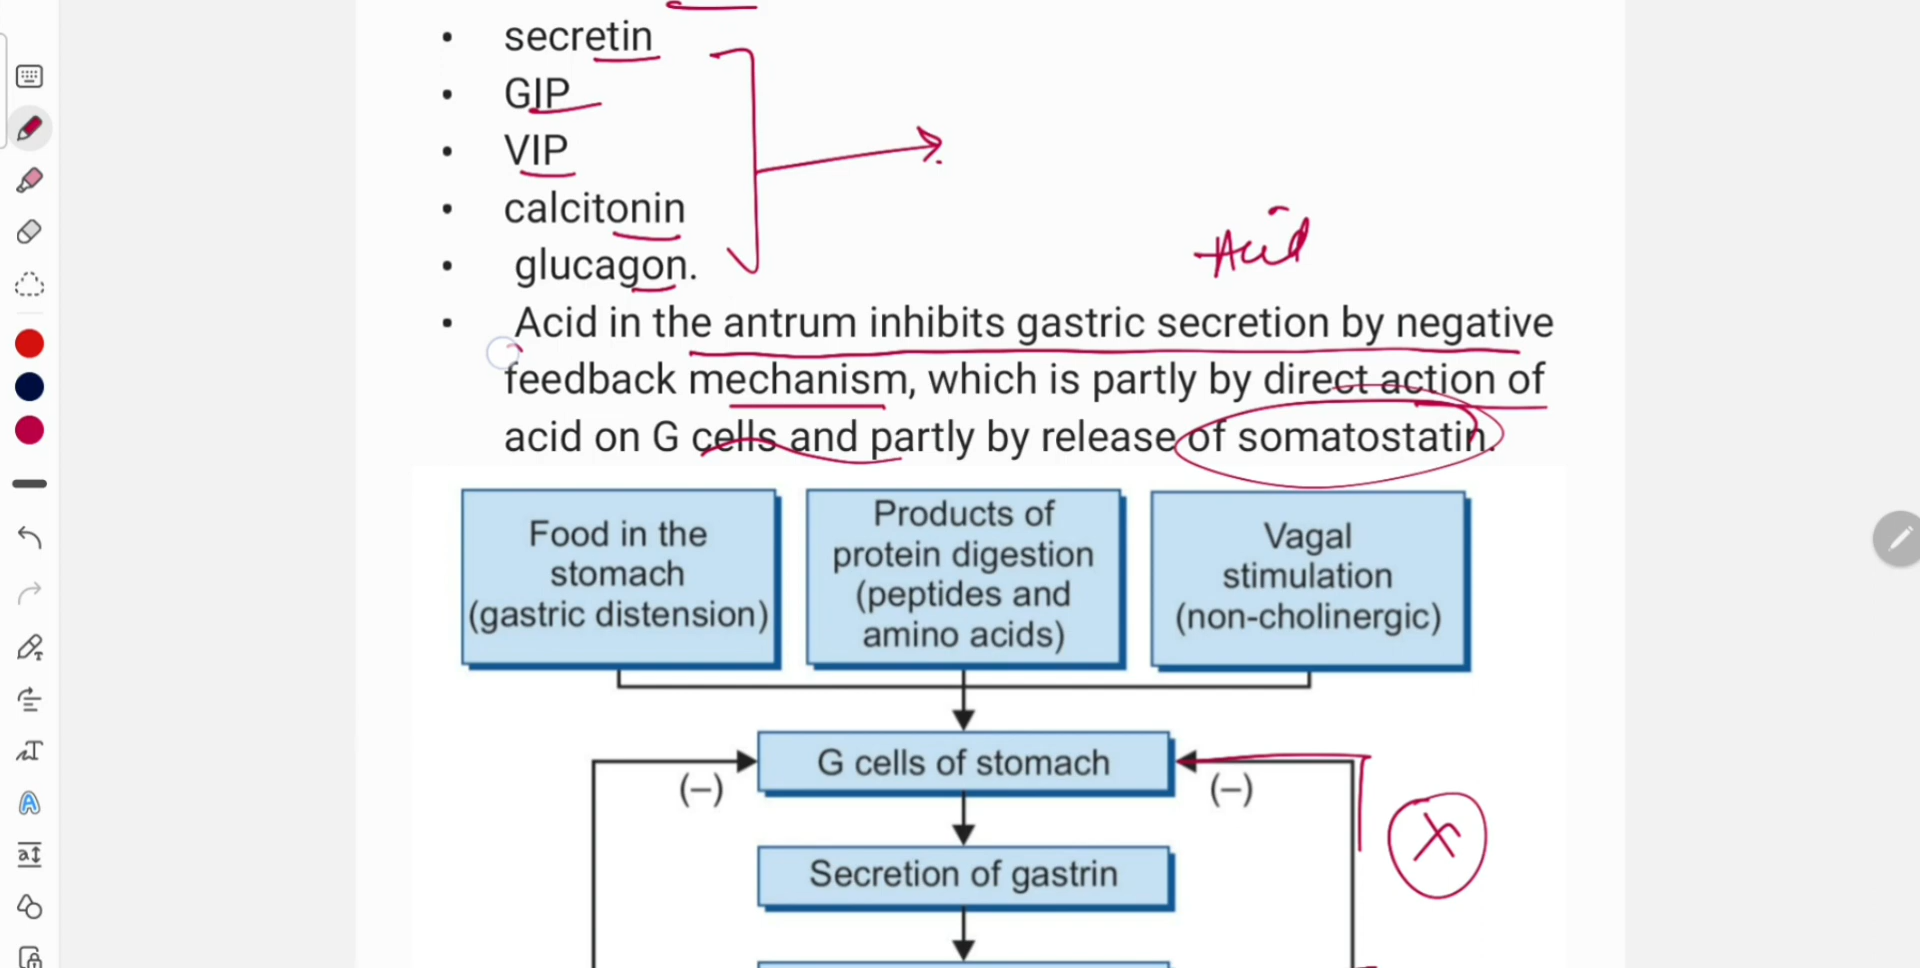 • secretin
• GIP
• VIP
• calcitonin
• glucagon.
Acid
• Acid in the antrum inhibits gastric secretion by negative
feedback mechanism, which is partly by direct action of
acid on G cells and partly by release of somatostatin.
Food in the
stomach
(gastric distension)
Products of
protein digestion
(peptides and
amino acids)
Vagal
stimulation
(non-cholinergic)
G cells of stomach
(–)
(–)
X
Secretion of gastrin